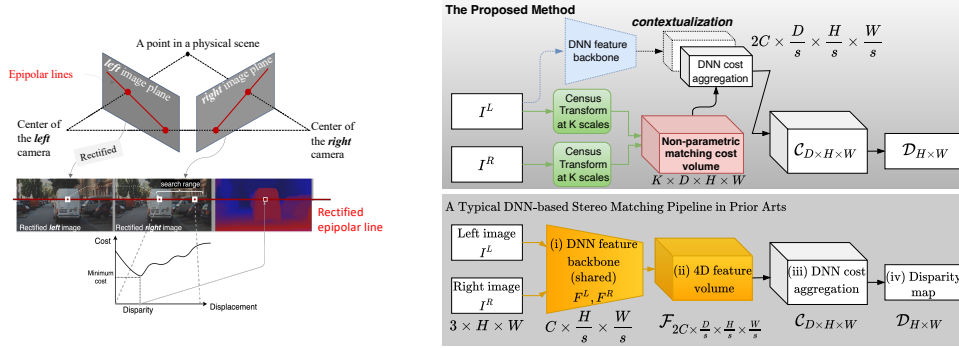 A point in a physical scene
Epipolar lines
left image plane
right image plane
Center of
the left
camera
Center of
the right
camera
Rectified
search range
Rectified left image
Rectified right image
Rectified
epipolar line
Cost
Minimum
cost
Disparity
Displacement
The Proposed Method
contextualization
DNN feature
backbone
2C × D/s × H/s × W/s
DNN cost
aggregation
I^L
Census
Transform
at K scales
I^R
Census
Transform
at K scales
Non-parametric
matching cost
volume
K × D × H × W
C_{D×H×W}
D_{H×W}
A Typical DNN-based Stereo Matching Pipeline in Prior Arts
Left image
I^L
Right image
I^R
3 × H × W
(i) DNN feature
backbone
(shared)
F^L, F^R
C × H/s × W/s
(ii) 4D feature
volume
F_{2C×D/s×H/s×W/s}
(iii) DNN cost
aggregation
C_{D×H×W}
(iv) Disparity
map
D_{H×W}